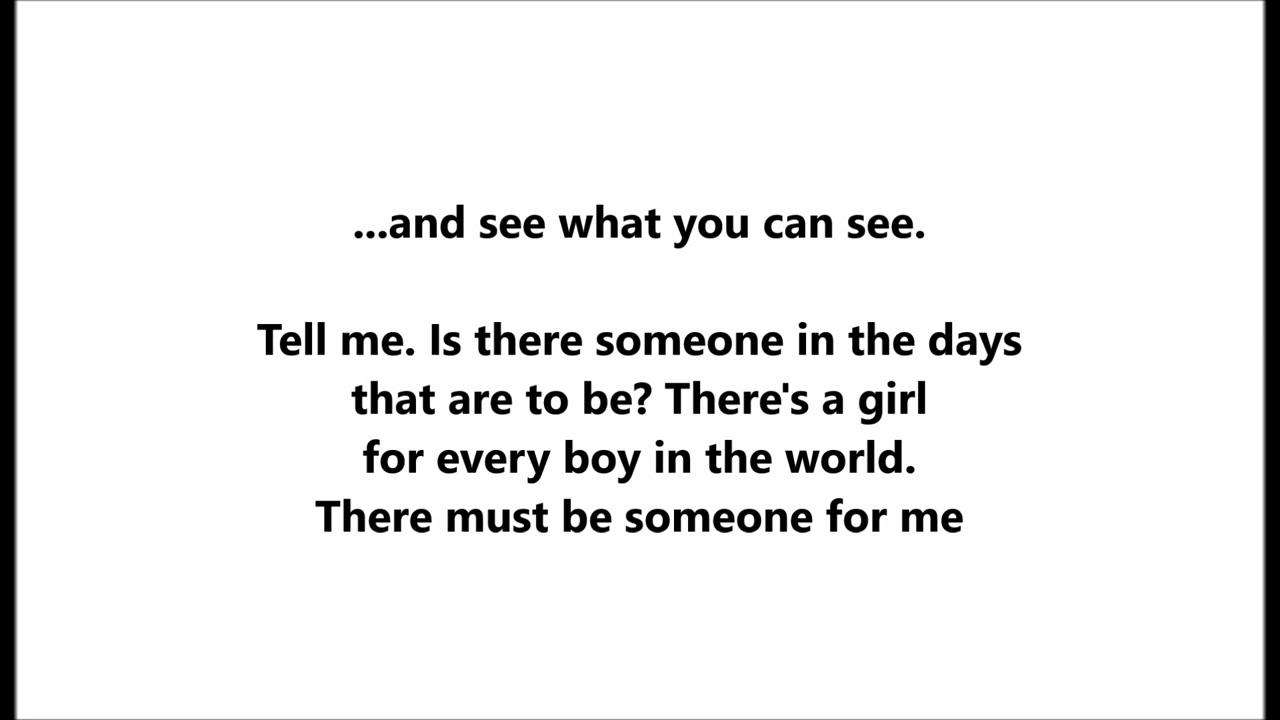 ...and see what you can see.
Tell me. Is there someone in the days
that are to be? There's a girl
for every boy in the world.
There must be someone for me